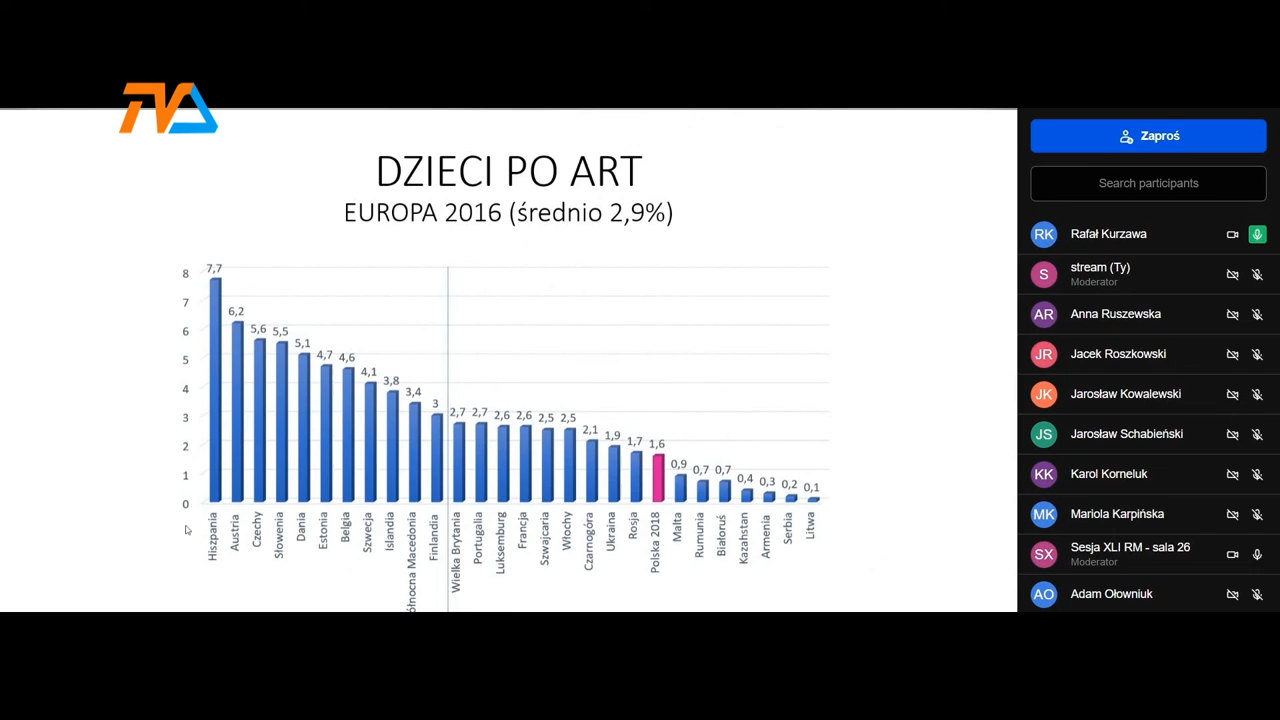 TVA
DZIECI PO ART
EUROPA 2016 (średnio 2,9%)
8
7
6
5
4
3
2
1
0
7,7
6,2
5,6
5,5
5,1
4,7
4,6
4,1
3,8
3,4
3
2,7
2,7
2,6
2,6
2,5
2,5
2,1
1,9
1,7
1,6
0,9
0,7
0,7
0,4
0,3
0,2
0,1
Hiszpania
Austria
Czechy
Słowenia
Dania
Estonia
Belgia
Szwecja
Islandia
ółnocna Macedonia
Finlandia
Wielka Brytania
Portugalia
Luksemburg
Francja
Szwajcaria
Włochy
Czarnogóra
Ukraina
Rosja
Polska 2018
Malta
Rumunia
Białoruś
Kazahstan
Armenia
Serbia
Litwa
Zaproś
Search participants
RK Rafał Kurzawa
S stream (Ty)
Moderator
AR Anna Ruszewska
JR Jacek Roszkowski
JK Jarosław Kowalewski
JS Jarosław Schabieński
KK Karol Korneluk
MK Mariola Karpińska
SX Sesja XLI RM - sala 26
Moderator
AO Adam Ołowniuk